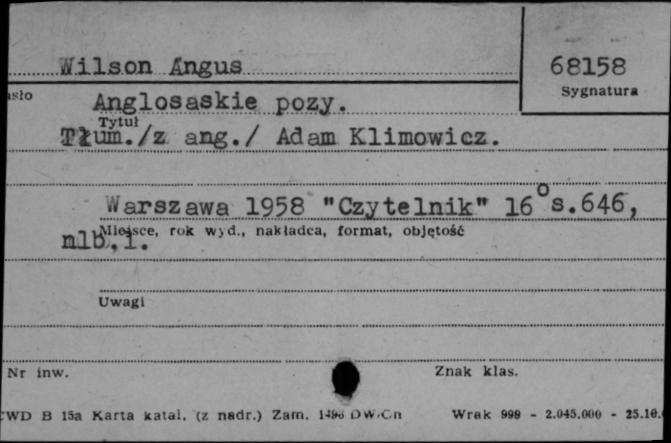 Wilson Angus
68158
Sygnatura
Anglosaskie pozy.
Tytuł
Tłum./z ang./ Adam Klimowicz.
Warszawa 1958 "Czytelnik" 16° s.646,
Miejsce, rok wyd., nakładca, format, objętość
nlb.1.
Uwagi
Nr inw.
Znak klas.
Karta katal. (z nadr.) Zam.
Wrak 999 - 2.045.000 - 25.10.